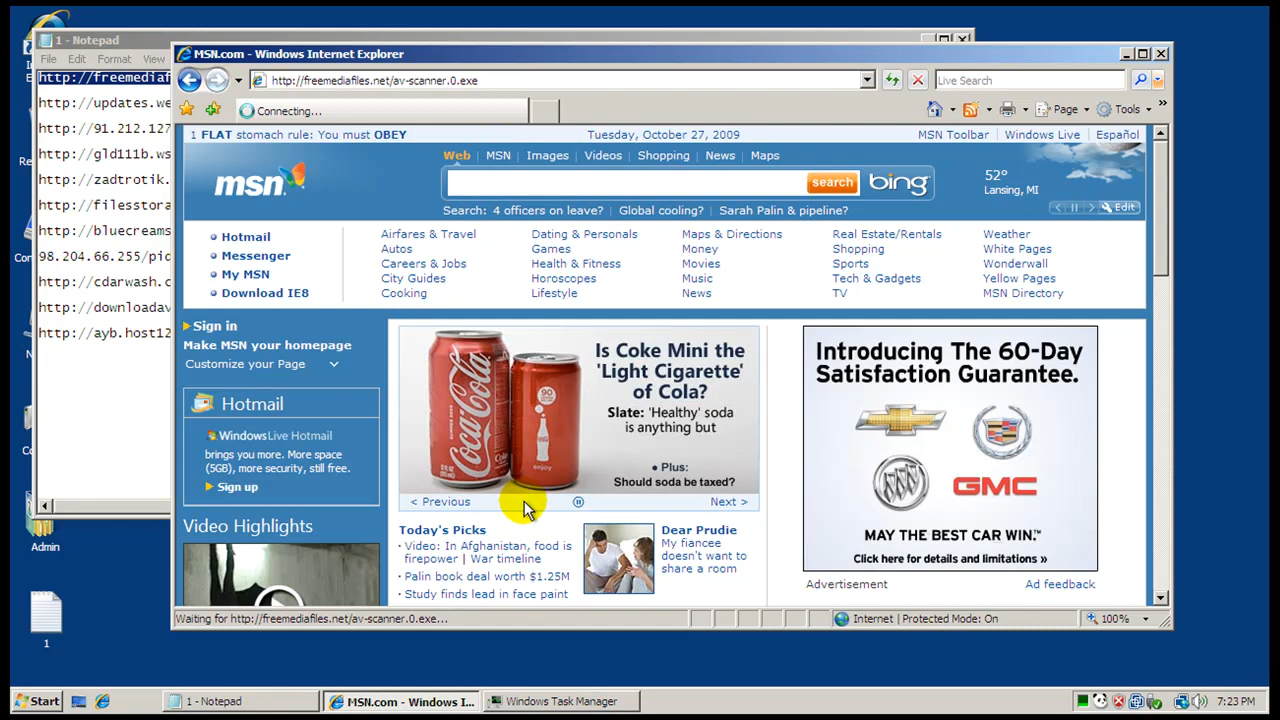 1 - Notepad
File Edit Format View
http://freemediaf
http://updates.we
http://91.212.127
http://gld111b.ws
http://zadtrotik.
http://filesstora
http://bluecreams
98.204.66.255/pic
http://cdarwash.c
http://downloadav
http://ayb.host12
MSN.com - Windows Internet Explorer
http://freemediafiles.net/av-scanner.0.exe
Live Search
Connecting...
Page Tools
1 FLAT stomach rule: You must OBEY
Tuesday, October 27, 2009
MSN Toolbar Windows Live Español
Web MSN Images Videos Shopping News Maps
msn
search
bing
52°
Lansing, MI
Edit
Search: 4 officers on leave? Global cooling? Sarah Palin & pipeline?
Hotmail
Messenger
My MSN
Download IE8
Airfares & Travel
Autos
Careers & Jobs
City Guides
Cooking
Dating & Personals
Games
Health & Fitness
Horoscopes
Lifestyle
Maps & Directions
Money
Movies
Music
News
Real Estate/Rentals
Shopping
Sports
Tech & Gadgets
TV
Weather
White Pages
Wonderwall
Yellow Pages
MSN Directory
Sign in
Make MSN your homepage
Customize your Page
Hotmail
Windows Live Hotmail
brings you more. More space
(5GB), more security, still free.
Sign up
Video Highlights
Coca-Cola
90
enjoy
Is Coke Mini the
'Light Cigarette'
of Cola?
Slate: 'Healthy' soda
is anything but
• Plus:
Should soda be taxed?
< Previous
Next >
Today's Picks
· Video: In Afghanistan, food is
firepower | War timeline
· Palin book deal worth $1.25M
· Study finds lead in face paint
Dear Prudie
My fiancee
doesn't want to
share a room
Introducing The 60-Day
Satisfaction Guarantee.
GMC
MAY THE BEST CAR WIN.™
Click here for details and limitations »
Advertisement
Ad feedback
Waiting for http://freemediafiles.net/av-scanner.0.exe...
Internet | Protected Mode: On
100%
Admin
1
Start
1 - Notepad
MSN.com - Windows I...
Windows Task Manager
7:23 PM